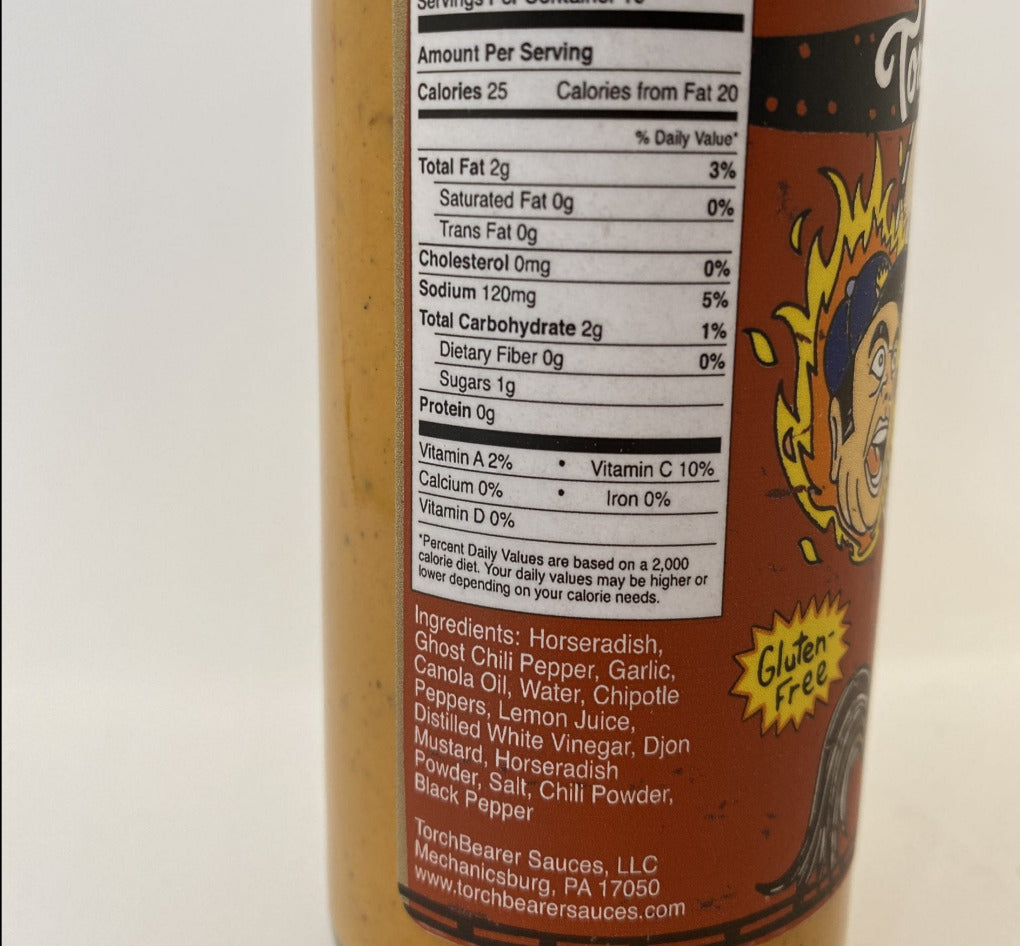 Servings Per Container
Amount Per Serving
Calories 25 Calories from Fat 20
% Daily Value*
Total Fat 2g 3%
Saturated Fat 0g 0%
Trans Fat 0g
Cholesterol 0mg 0%
Sodium 120mg 5%
Total Carbohydrate 2g 1%
Dietary Fiber 0g 0%
Sugars 1g
Protein 0g
Vitamin A 2% • Vitamin C 10%
Calcium 0% • Iron 0%
Vitamin D 0%
*Percent Daily Values are based on a 2,000
calorie diet. Your daily values may be higher or
lower depending on your calorie needs.
Ingredients: Horseradish,
Ghost Chili Pepper, Garlic,
Canola Oil, Water, Chipotle
Peppers, Lemon Juice,
Distilled White Vinegar, Djon
Mustard, Horseradish
Powder, Salt, Chili Powder,
Black Pepper
TorchBearer Sauces, LLC
Mechanicsburg, PA 17050
www.torchbearersauces.com
Gluten-
Free